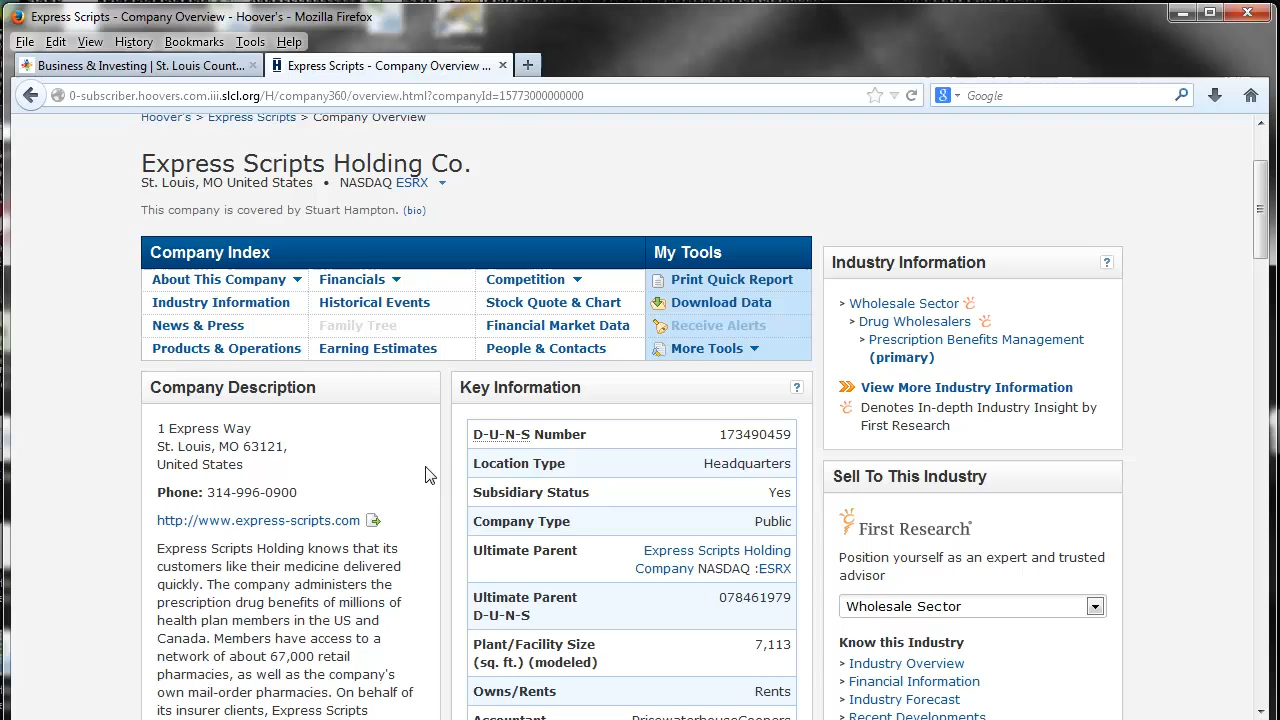 Express Scripts - Company Overview - Hoover's - Mozilla Firefox
File Edit View History Bookmarks Tools Help
Business & Investing | St. Louis Count... Express Scripts - Company Overview ...
0-subscriber.hoovers.com.iii.slcl.org/H/company360/overview.html?companyId=15773000000000 Google
Hoover's > Express Scripts > Company Overview
Express Scripts Holding Co.
St. Louis, MO United States • NASDAQ ESRX
This company is covered by Stuart Hampton. (bio)
Company Index
About This Company Financials Competition
Industry Information Historical Events Stock Quote & Chart
News & Press Family Tree Financial Market Data
Products & Operations Earning Estimates People & Contacts
My Tools
Print Quick Report
Download Data
Receive Alerts
More Tools
Company Description
1 Express Way
St. Louis, MO 63121,
United States
Phone: 314-996-0900
http://www.express-scripts.com
Express Scripts Holding knows that its
customers like their medicine delivered
quickly. The company administers the
prescription drug benefits of millions of
health plan members in the US and
Canada. Members have access to a
network of about 67,000 retail
pharmacies, as well as the company's
own mail-order pharmacies. On behalf of
its insurer clients, Express Scripts
Key Information ?
D-U-N-S Number 173490459
Location Type Headquarters
Subsidiary Status Yes
Company Type Public
Ultimate Parent Express Scripts Holding
Company NASDAQ :ESRX
Ultimate Parent 078461979
D-U-N-S
Plant/Facility Size 7,113
(sq. ft.) (modeled)
Owns/Rents Rents
Accountant PricewaterhouseCoopers
Industry Information ?
> Wholesale Sector
> Drug Wholesalers
> Prescription Benefits Management
(primary)
View More Industry Information
Denotes In-depth Industry Insight by
First Research
Sell To This Industry
First Research
Position yourself as an expert and trusted
advisor
Wholesale Sector
Know this Industry
> Industry Overview
> Financial Information
> Industry Forecast
> Recent Developments